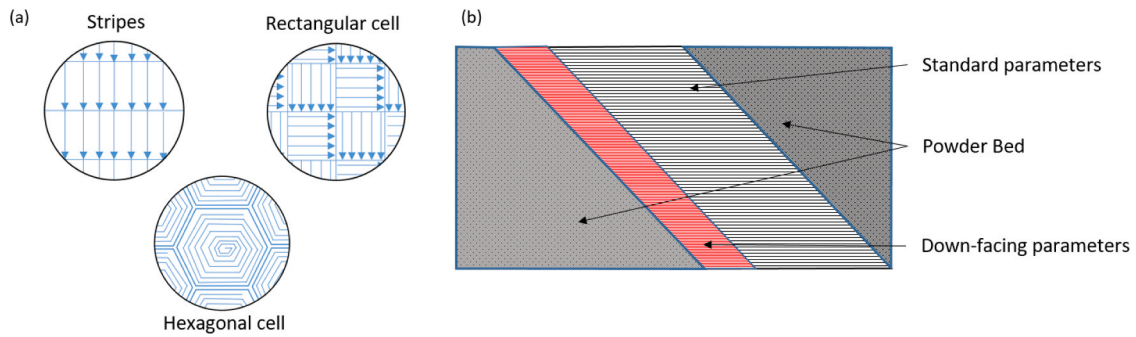 (a)
Stripes
Rectangular cell
Hexagonal cell
(b)
Standard parameters
Powder Bed
Down-facing parameters